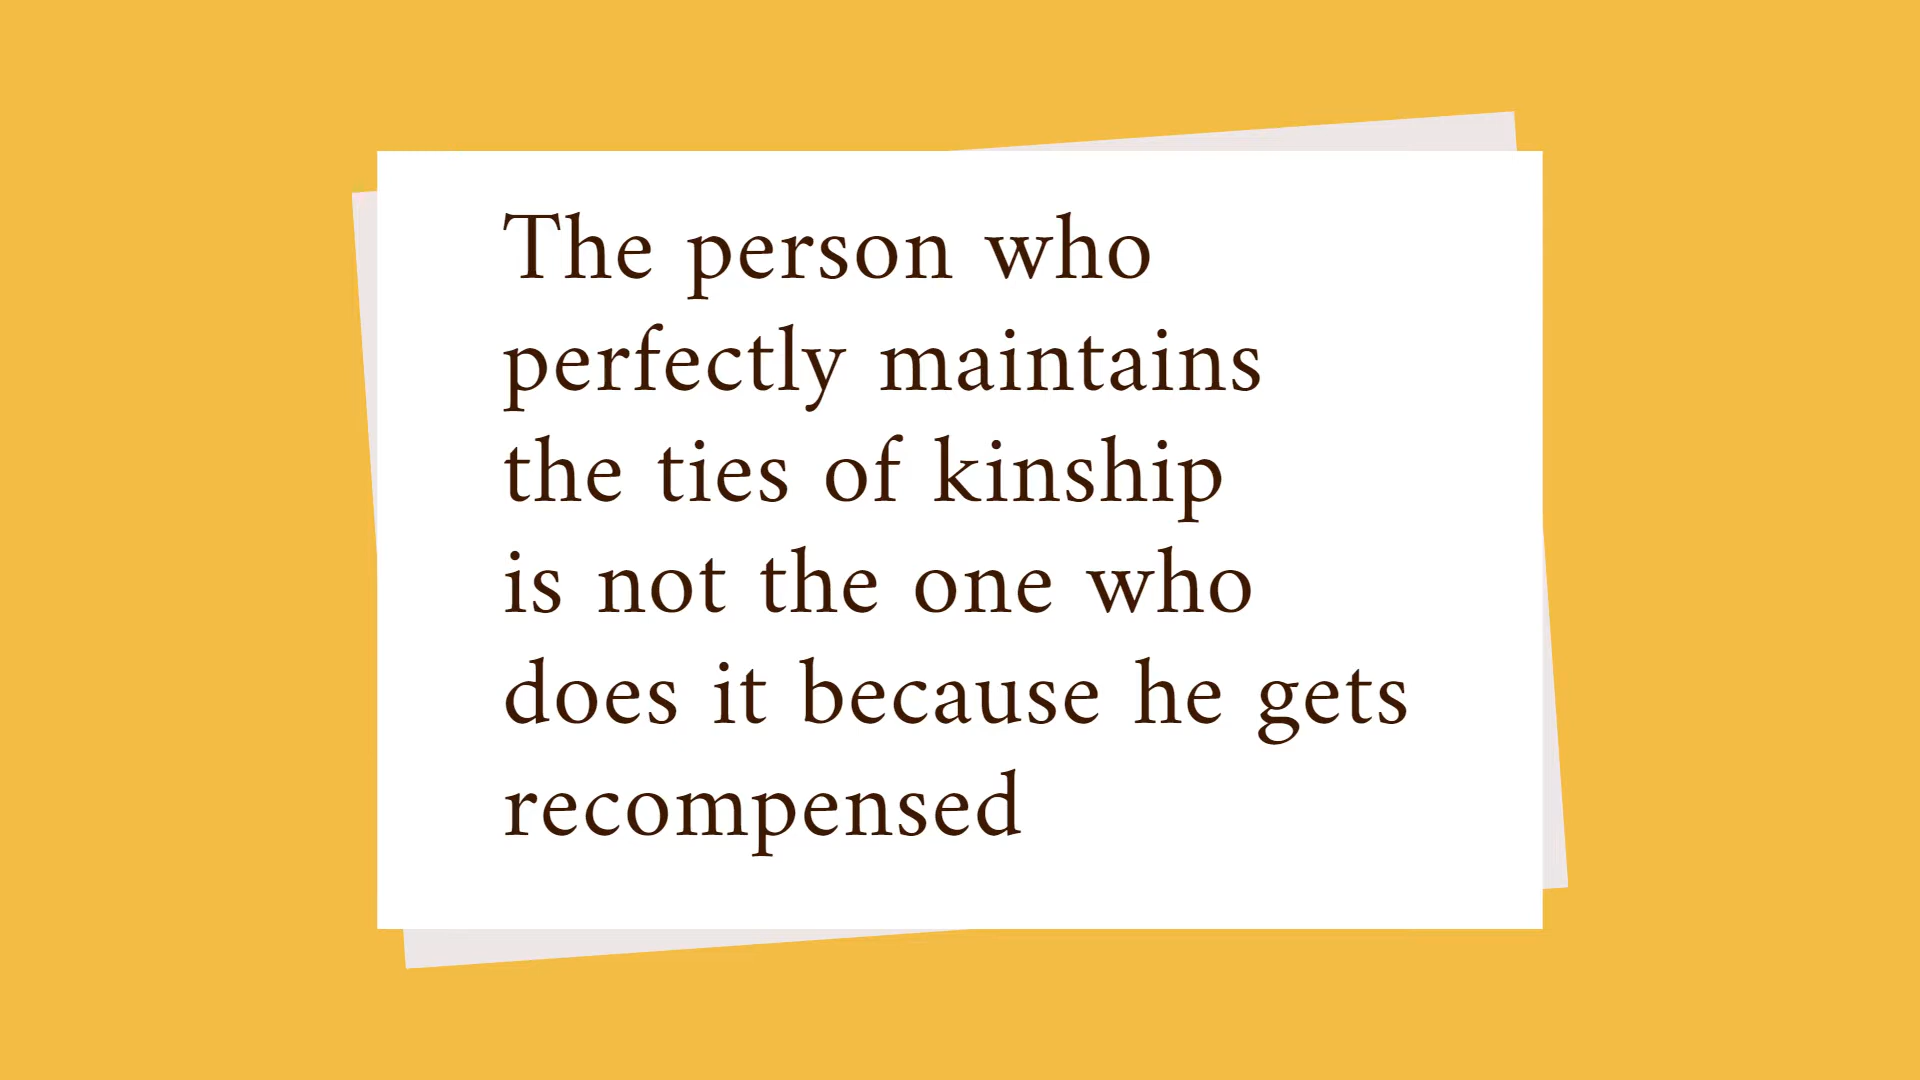 The person who
perfectly maintains
the ties of kinship
is not the one who
does it because he gets
recompensed